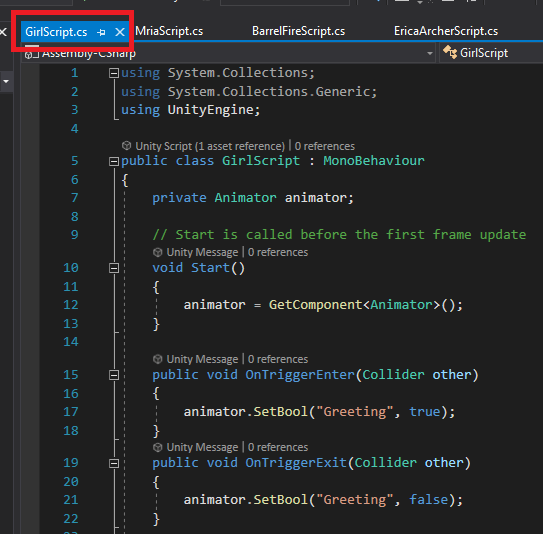 GirlScript.cs MriaScript.cs BarrelFireScript.cs EricaArcherScript.cs
Assembly-CSharp GirlScript
1 using System.Collections;
2 using System.Collections.Generic;
3 using UnityEngine;
4
Unity Script (1 asset reference) | 0 references
5 public class GirlScript : MonoBehaviour
6 {
7 private Animator animator;
8
9 // Start is called before the first frame update
Unity Message | 0 references
10 void Start()
11 {
12 animator = GetComponent<Animator>();
13 }
14
Unity Message | 0 references
15 public void OnTriggerEnter(Collider other)
16 {
17 animator.SetBool("Greeting", true);
18 }
Unity Message | 0 references
19 public void OnTriggerExit(Collider other)
20 {
21 animator.SetBool("Greeting", false);
22 }